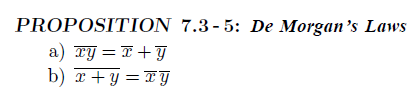 PROPOSITION 7.3-5: De Morgan's Laws
a) x̅y̅ = x̅ + y̅
b) x̅ ̅+̅ ̅y̅ = x̅ y̅